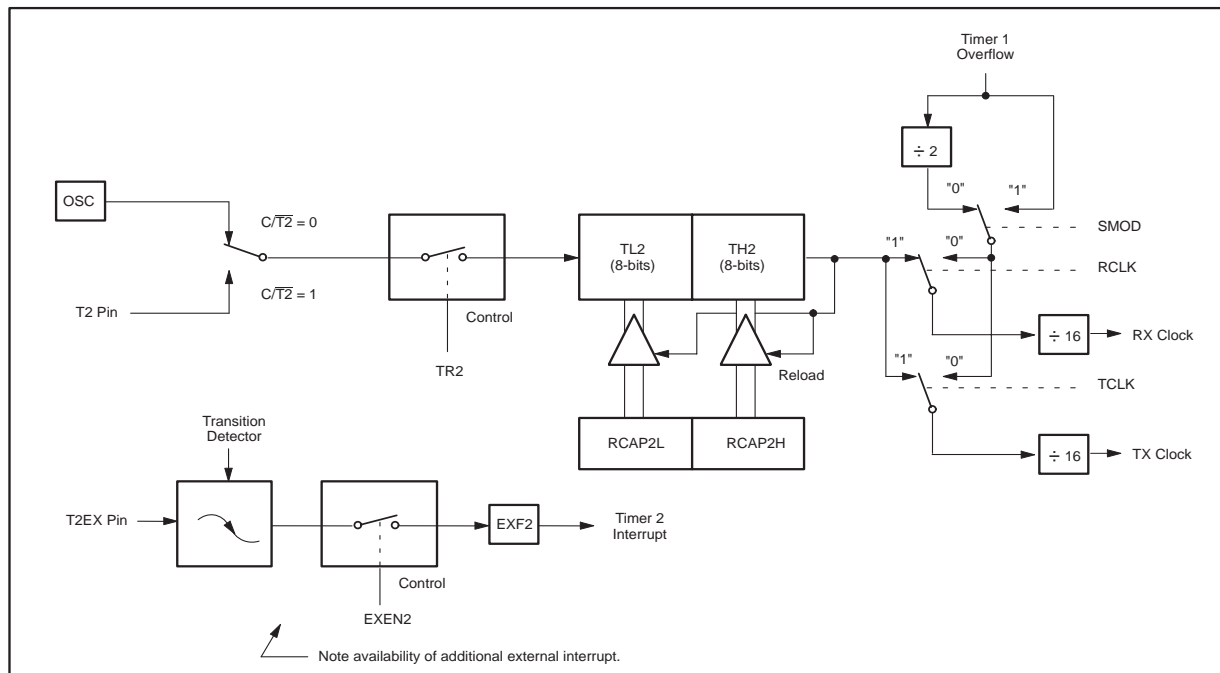 Timer 1
Overflow
÷ 2
"0"
"1"
OSC
C/T2 = 0
SMOD
TL2
(8-bits)
TH2
(8-bits)
"1"
"0"
RCLK
C/T2 = 1
T2 Pin
Control
÷ 16
RX Clock
TR2
Reload
"1"
"0"
TCLK
Transition
Detector
RCAP2L
RCAP2H
÷ 16
TX Clock
T2EX Pin
EXF2
Timer 2
Interrupt
Control
EXEN2
Note availability of additional external interrupt.